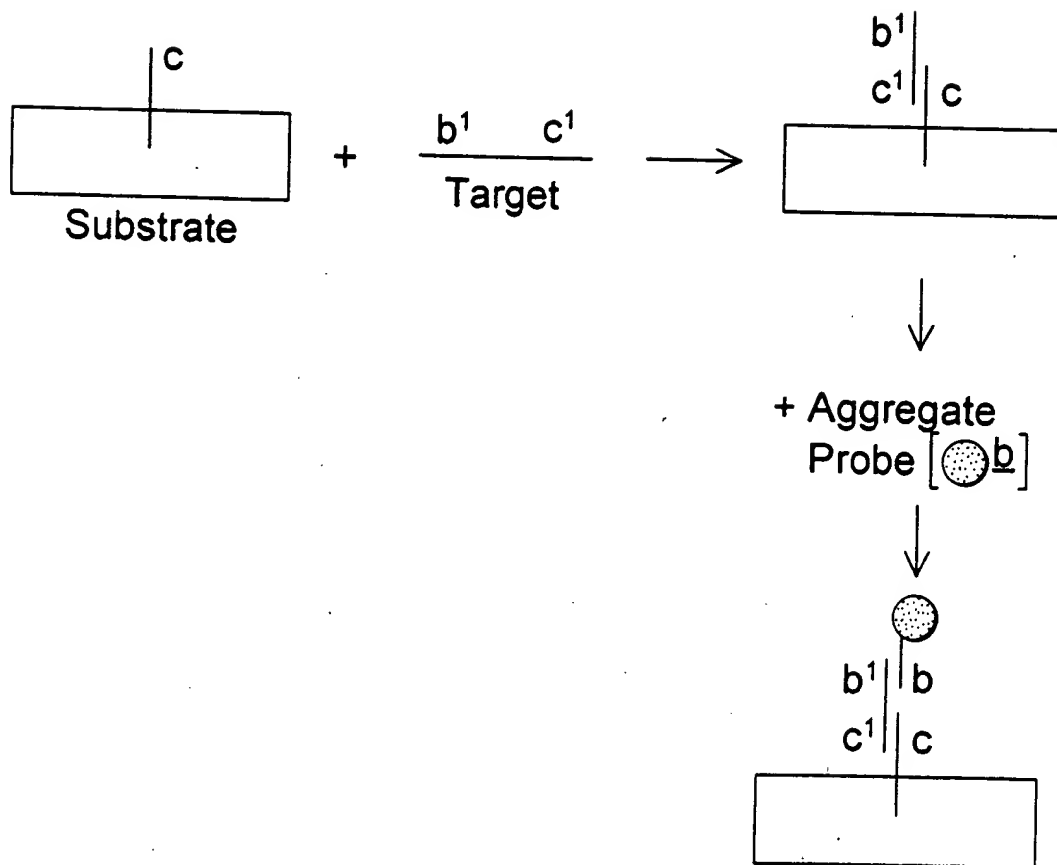 c
b¹ c¹
+
Target
Substrate
b¹
c¹ c
+ Aggregate
Probe [ b]
b¹ b
c¹ c